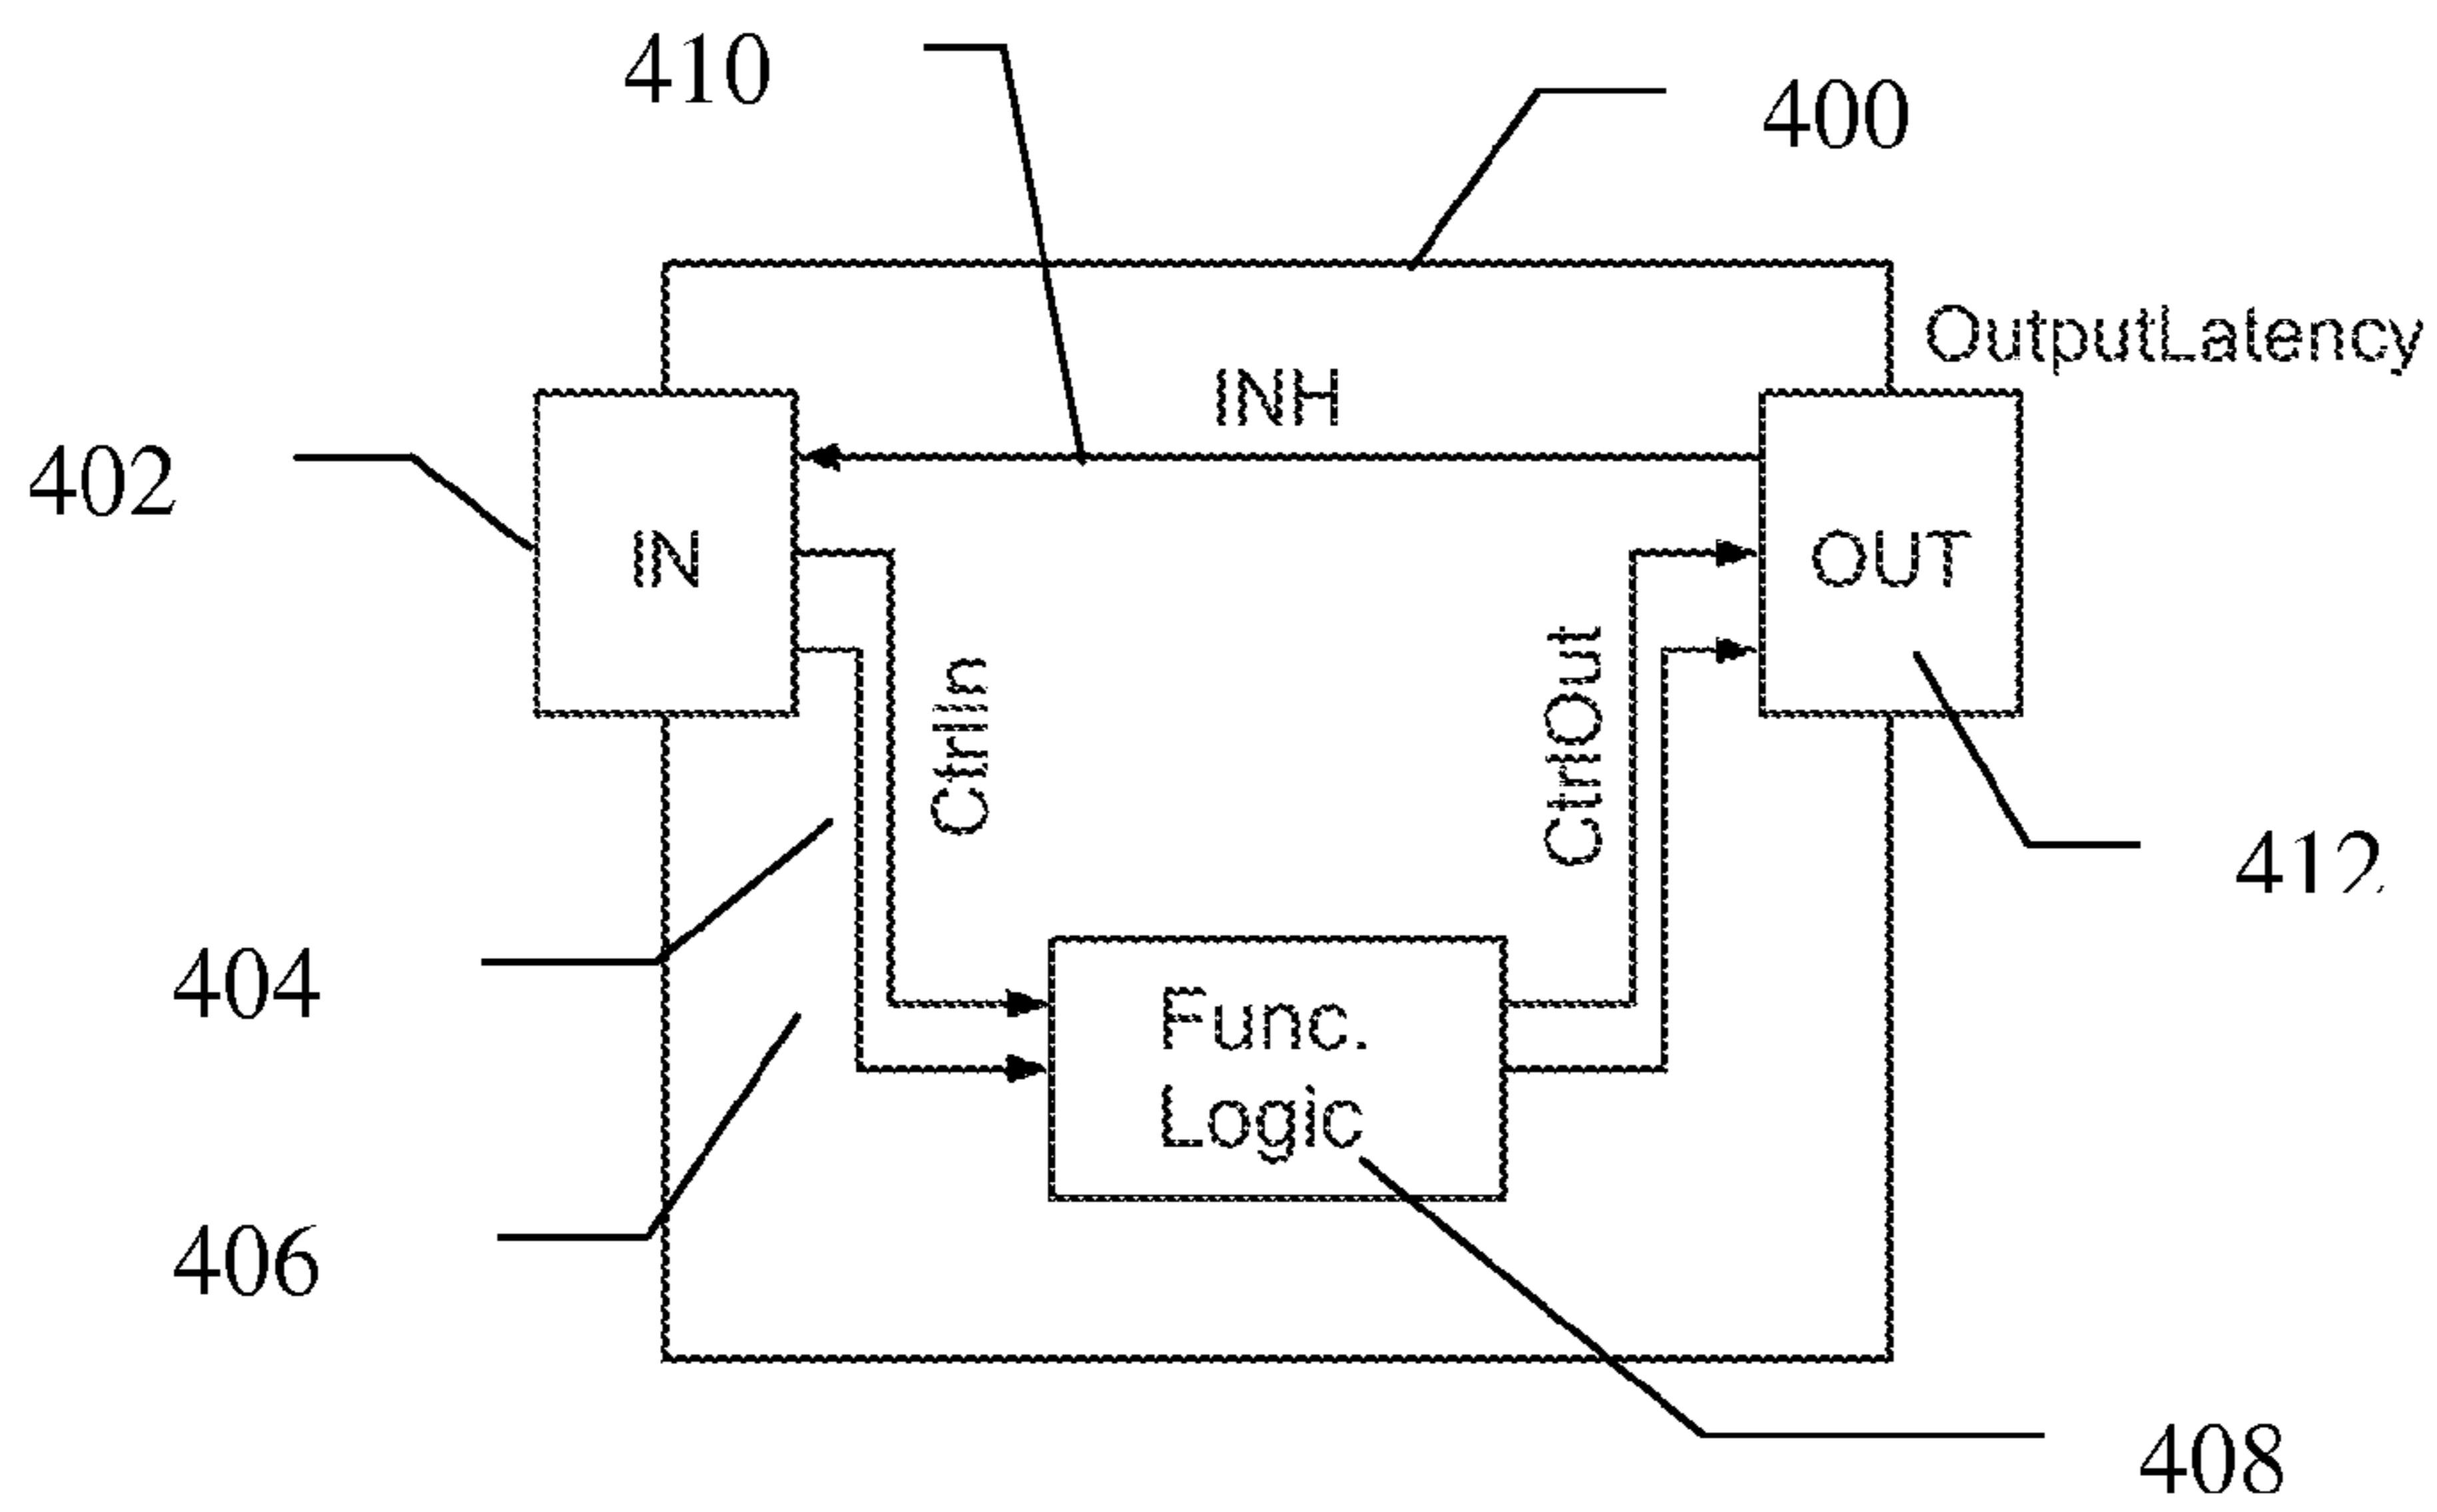 410
400
OutputLatency
INH
402
IN
OUT
CtrlIn
CtrlOut
412
404
Func.
Logic
406
408